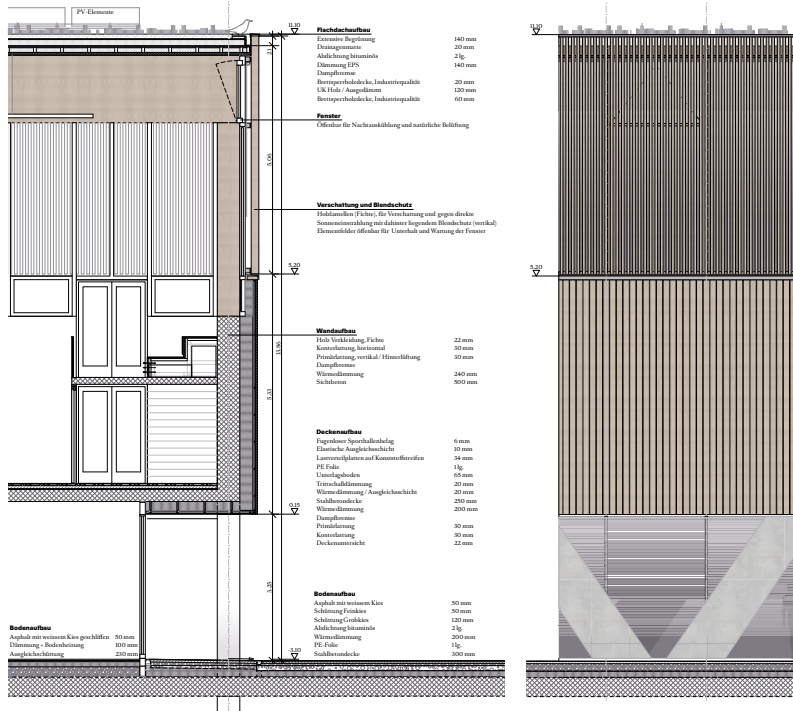 PV-Elemente
11.10
Flachdachaufbau
Extensive Begrünung 140 mm
Drainagenmatte 20 mm
Abdichtung bituminös 2 lg.
Dämmung EPS 140 mm
Dampfbremse
Brettsperrholzdecke, Industriequalität 20 mm
UK Holz / Ausgedämmt 120 mm
Brettsperrholzdecke, Industriequalität 60 mm
Fenster
Öffenbar für Nachtauskühlung und natürliche Belüftung
5.06
Verschattung und Blendschutz
Holzlamellen (Fichte), für Verschattung und gegen direkte
Sonneneinstrahlung mit dahinter liegendem Blendschutz (vertikal)
Elementfelder öffenbar für Unterhalt und Wartung der Fenster
5.20
Wandaufbau
Holz Verkleidung, Fichte 22 mm
Konterlattung, horizontal 30 mm
Primärlattung, vertikal / Hinterlüftung 30 mm
Dampfbremse
Wärmedämmung 240 mm
Sichtbeton 500 mm
13.86
5.33
Deckenaufbau
Fugenloser Sporthallenbelag 6 mm
Elastische Ausgleichsschicht 10 mm
Lastverteilplatten auf Kunststoffstreifen 34 mm
PE Folie 1 lg.
Unterlagsboden 65 mm
Trittschalldämmung 20 mm
Wärmedämmung / Ausgleichsschicht 20 mm
Stahlbetondecke 250 mm
Wärmedämmung 200 mm
Dampfbremse
Primärlattung 30 mm
Konterlattung 30 mm
Deckenuntersicht 22 mm
0.15
3.25
Bodenaufbau
Asphalt mit weissem Kies 50 mm
Schüttung Feinkies 50 mm
Schüttung Grobkies 120 mm
Abdichtung bituminös 2 lg.
Wärmedämmung 200 mm
PE-Folie 1 lg.
Stahlbetondecke 300 mm
-3.10
Bodenaufbau
Asphalt mit weissem Kies geschliffen 50 mm
Dämmung + Bodenheizung 100 mm
Ausgleichschüttung 230 mm
11.10
5.20